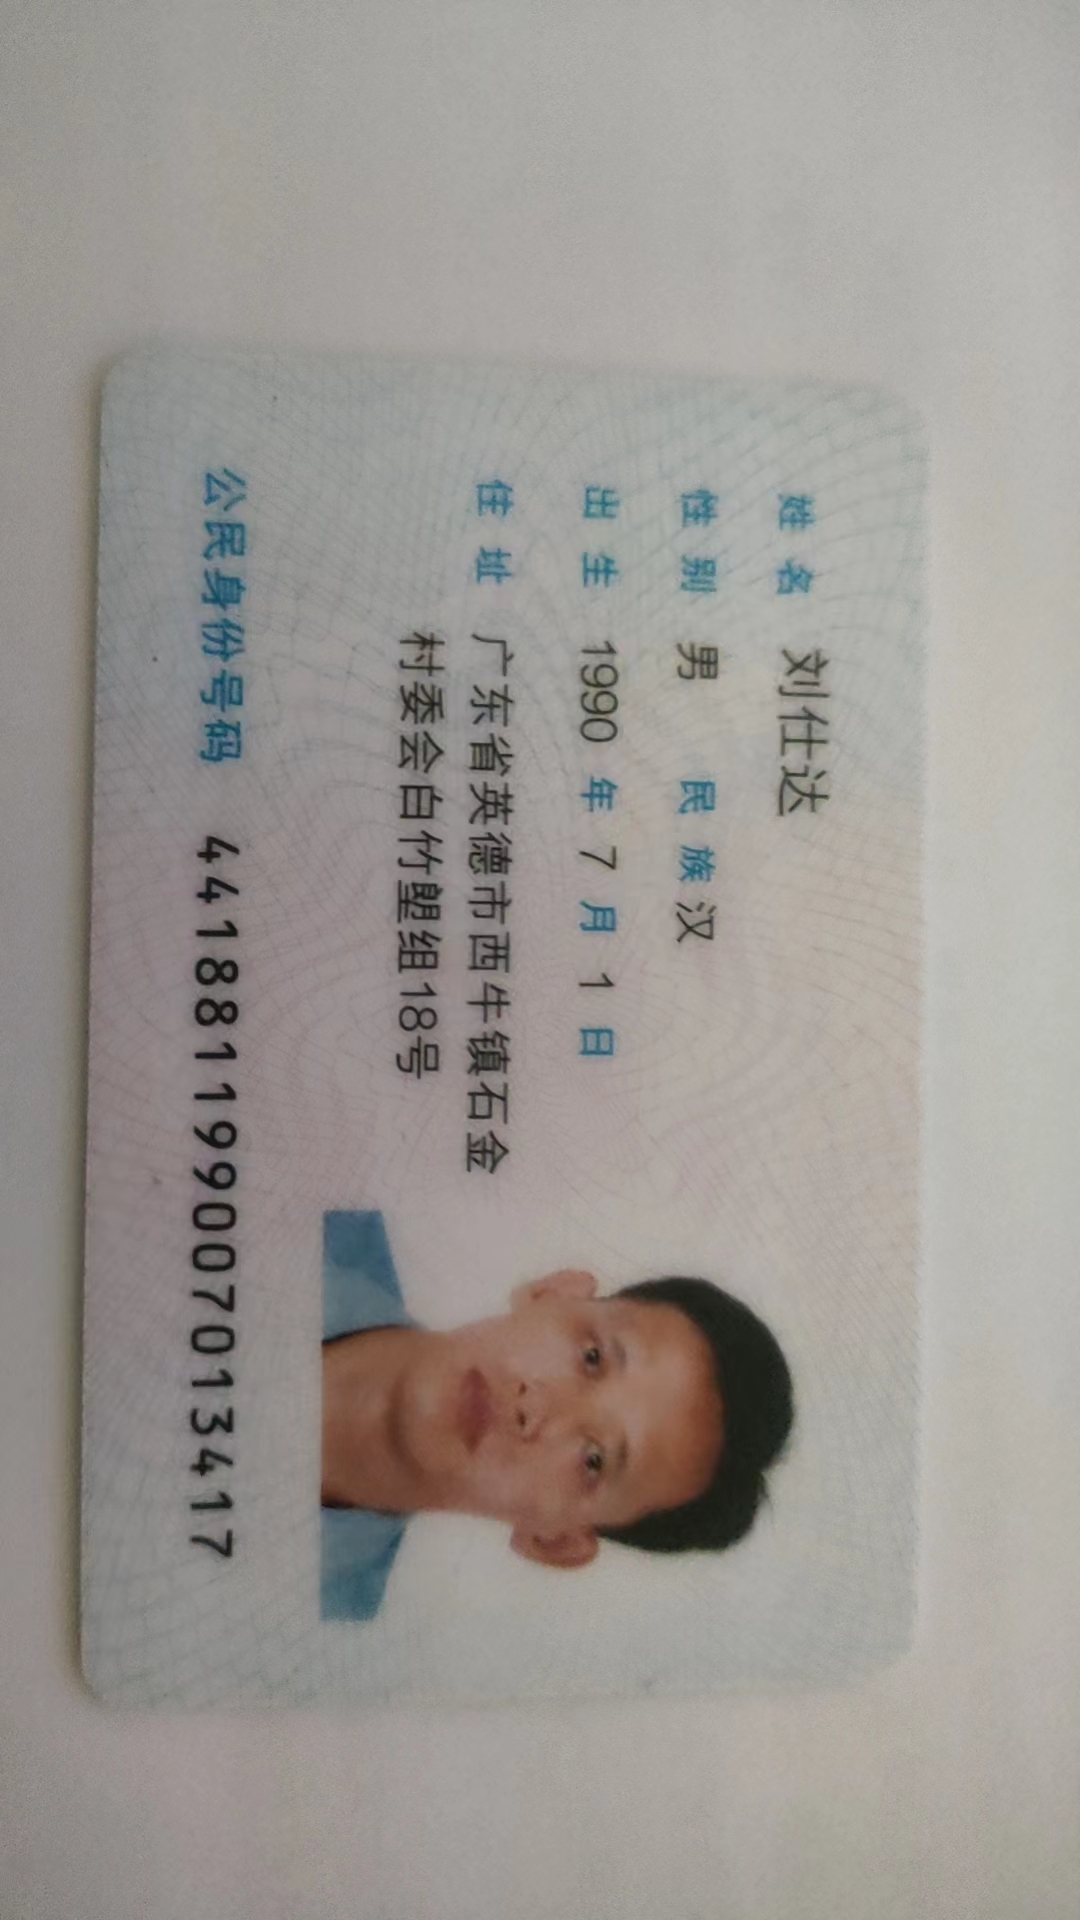 姓名 刘仕达
性别 男 民族 汉
出生 1990 年 7 月 1 日
住址 广东省英德市西牛镇石金
村委会白竹塱组18号
公民身份号码 441881199007013417